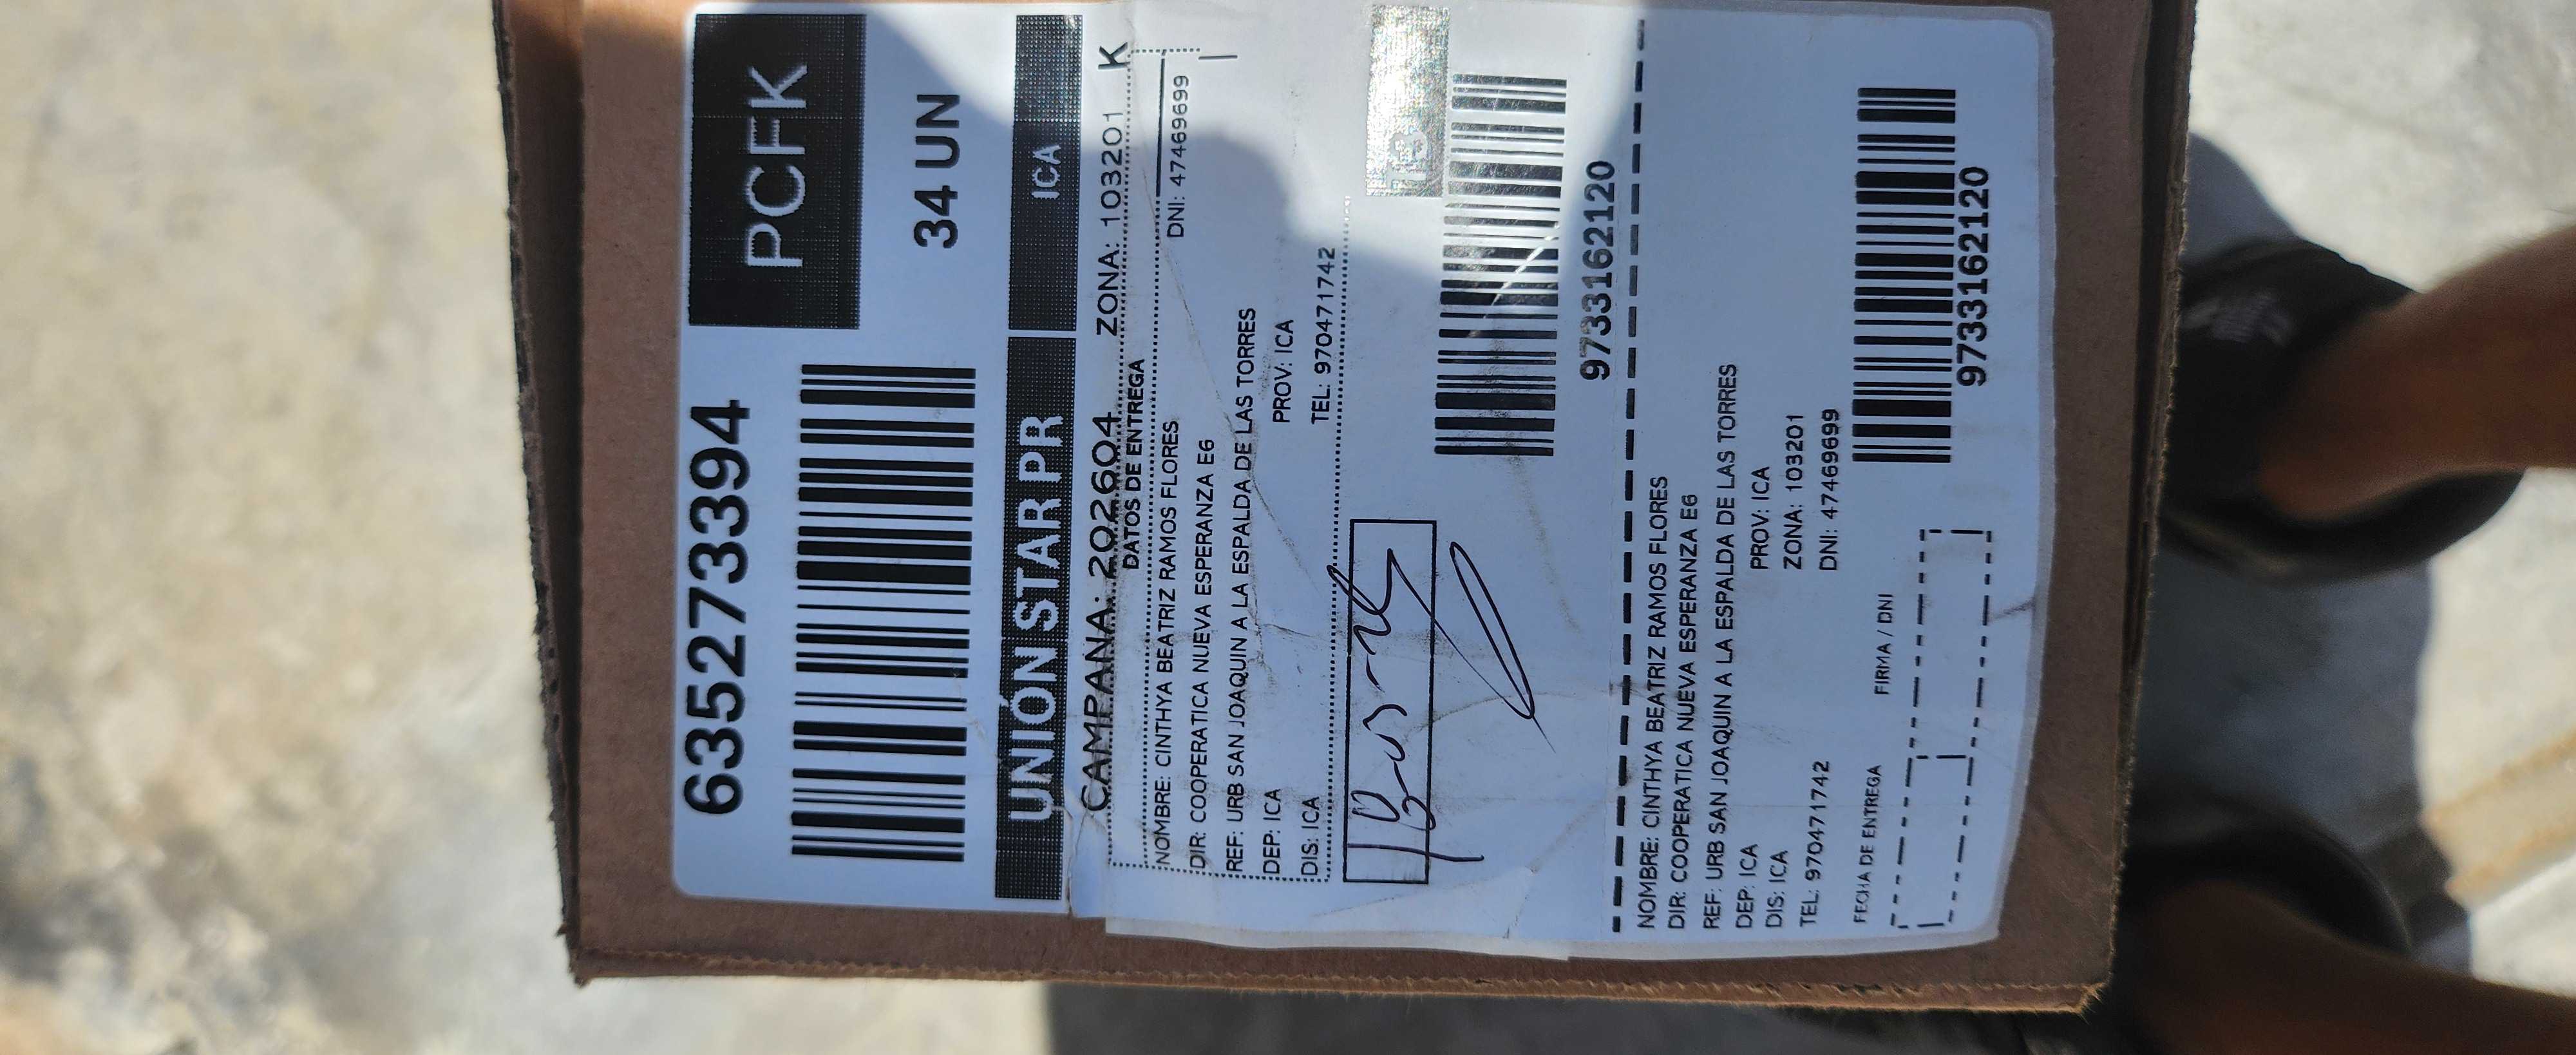 6352733394
PCFK
34 UN
UNIÓN STAR PR
ICA
CAMPAÑA: 202604 ZONA: 103201 K
DATOS DE ENTREGA
NOMBRE: CINTHYA BEATRIZ RAMOS FLORES DNI: 47469699
DIR: COOPERATICA NUEVA ESPERANZA E6
REF: URB SAN JOAQUIN A LA ESPALDA DE LAS TORRES
DEP: ICA PROV: ICA
DIS: ICA TEL: 970471742
T3
9733162120
NOMBRE: CINTHYA BEATRIZ RAMOS FLORES
DIR: COOPERATICA NUEVA ESPERANZA E6
REF: URB SAN JOAQUIN A LA ESPALDA DE LAS TORRES
DEP: ICA PROV: ICA
DIS: ICA ZONA: 103201
TEL: 970471742 DNI: 47469699
FECHA DE ENTREGA FIRMA / DNI
9733162120